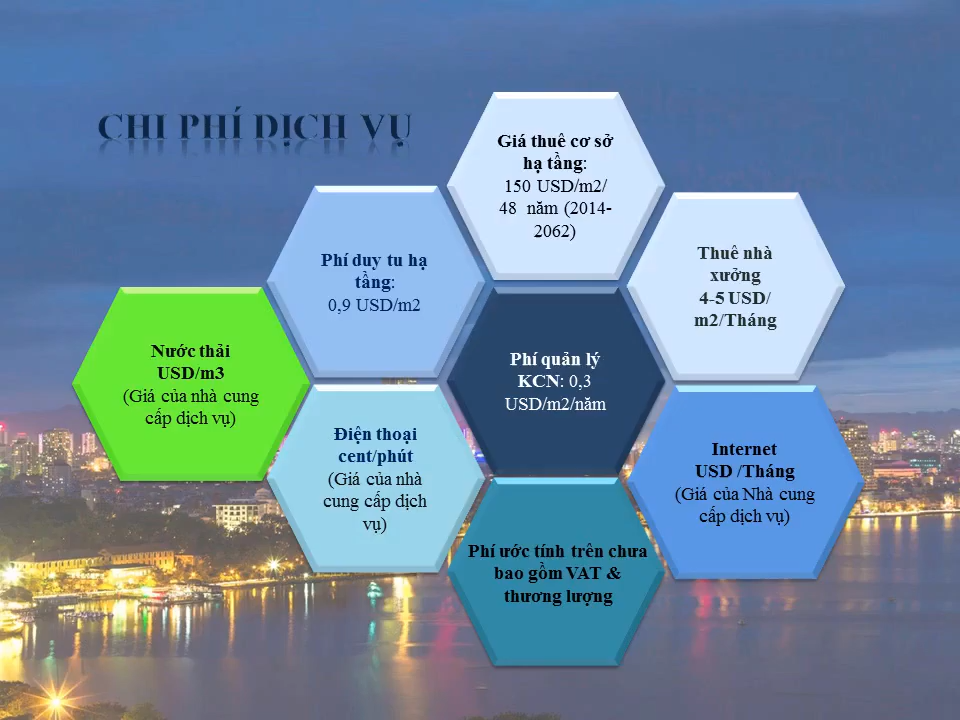 CHI PHÍ DỊCH VỤ
Giá thuê cơ sở
hạ tầng:
150 USD/m2/
48 năm (2014-
2062)
Phí duy tu hạ
tầng:
0,9 USD/m2
Thuê nhà
xưởng
4-5 USD/
m2/Tháng
Nước thải
USD/m3
(Giá của nhà cung
cấp dịch vụ)
Phí quản lý
KCN: 0,3
USD/m2/năm
Điện thoại
cent/phút
(Giá của nhà
cung cấp dịch
vụ)
Internet
USD /Tháng
(Giá của Nhà cung
cấp dịch vụ)
Phí ước tính trên chưa
bao gồm VAT &
thương lượng